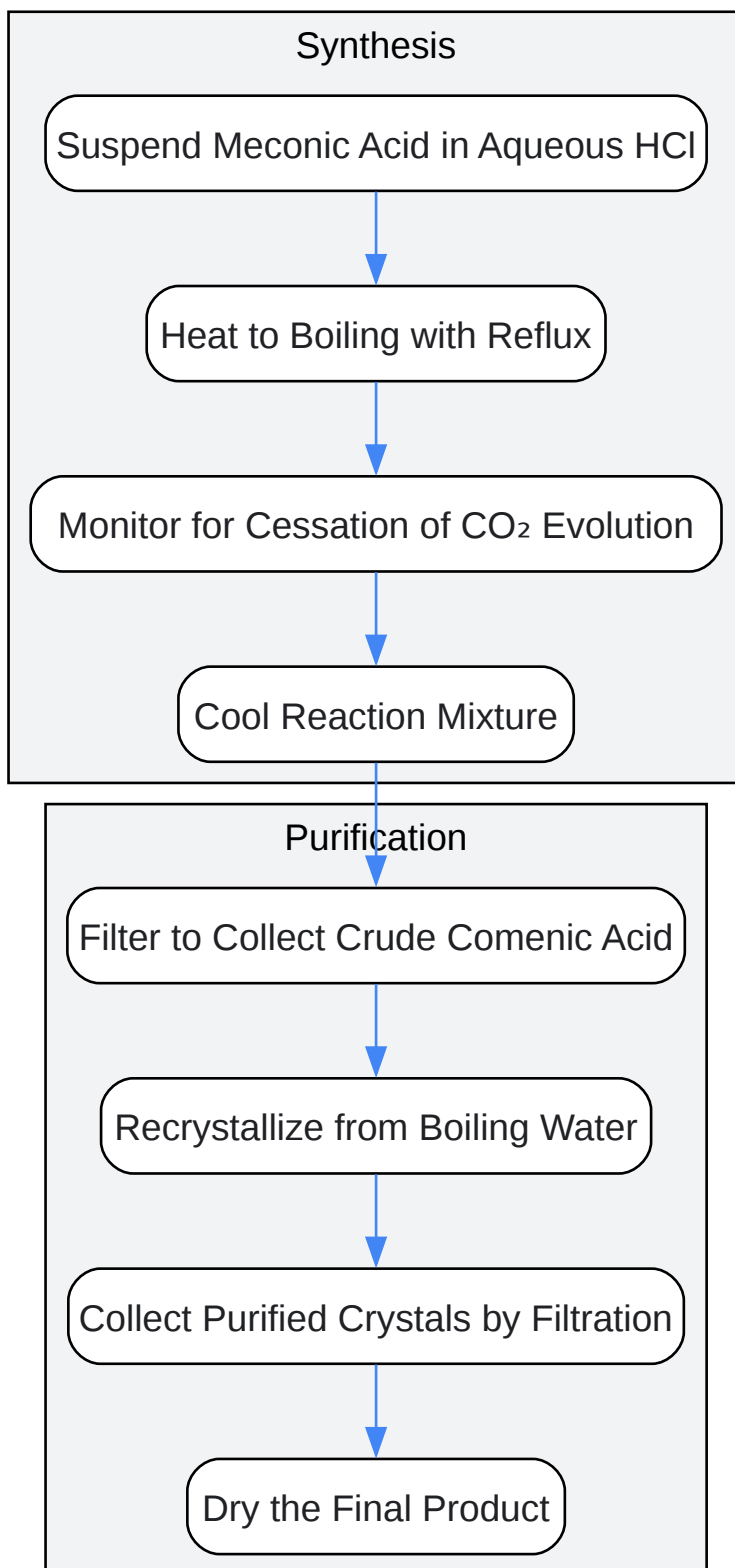 Synthesis
Suspend Meconic Acid in Aqueous HCl
Heat to Boiling with Reflux
Monitor for Cessation of CO₂ Evolution
Cool Reaction Mixture
Purification
Filter to Collect Crude Comenic Acid
Recrystallize from Boiling Water
Collect Purified Crystals by Filtration
Dry the Final Product